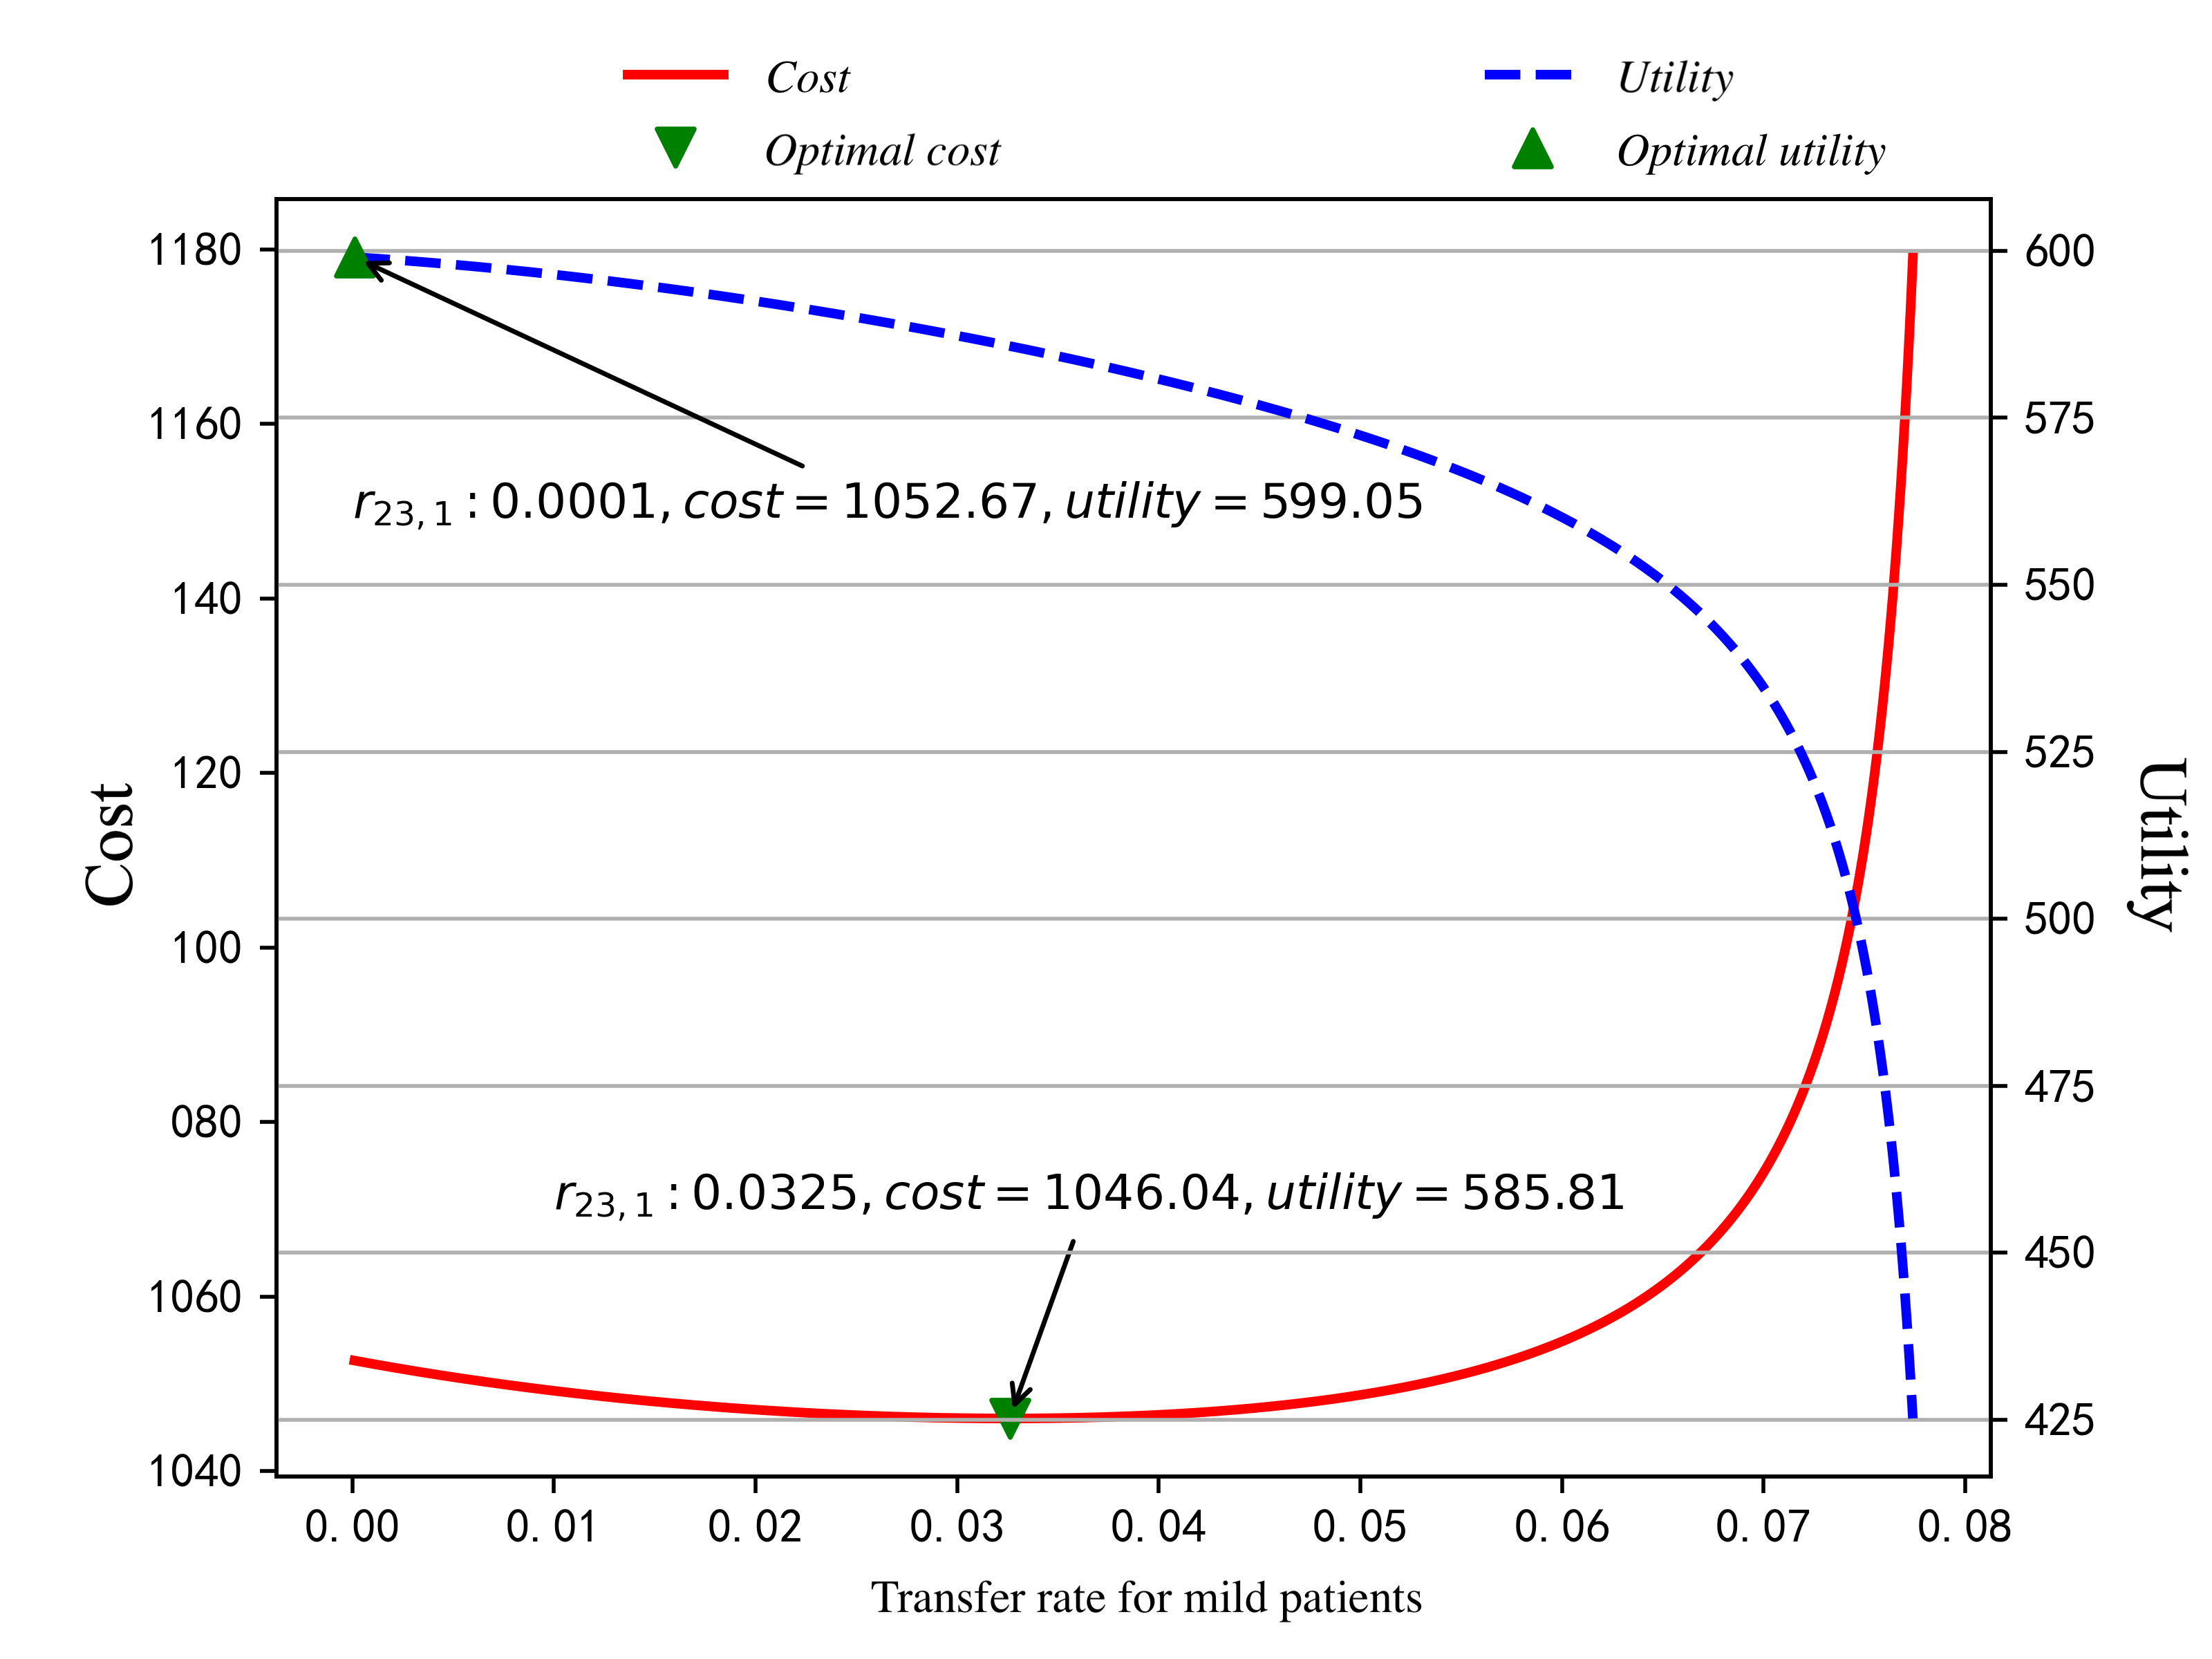 Cost
Utility
Optimal cost
Optimal utility
1180
1160
140
120
100
080
1060
1040
600
575
550
525
500
475
450
425
Cost
Utility
r23,1 : 0.0001, cost = 1052.67, utility = 599.05
r23,1 : 0.0325, cost = 1046.04, utility = 585.81
0.00 0.01 0.02 0.03 0.04 0.05 0.06 0.07 0.08
Transfer rate for mild patients